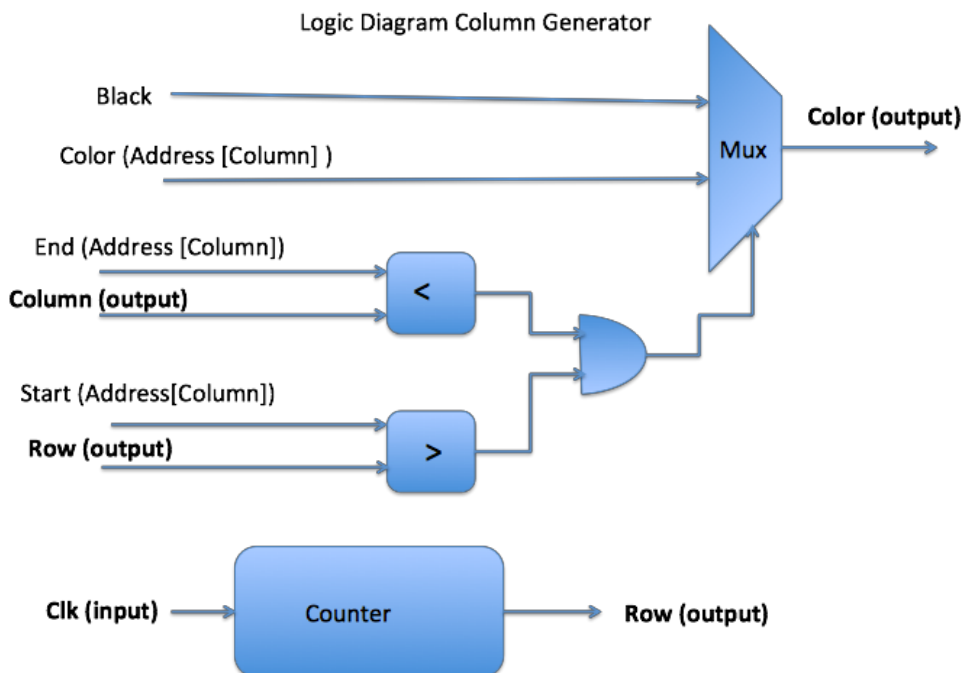 Logic Diagram Column Generator
Black
Color (output)
Color (Address [Column] )
Mux
End (Address [Column])
Column (output)
<
Start (Address[Column])
Row (output)
>
Clk (input)
Counter
Row (output)